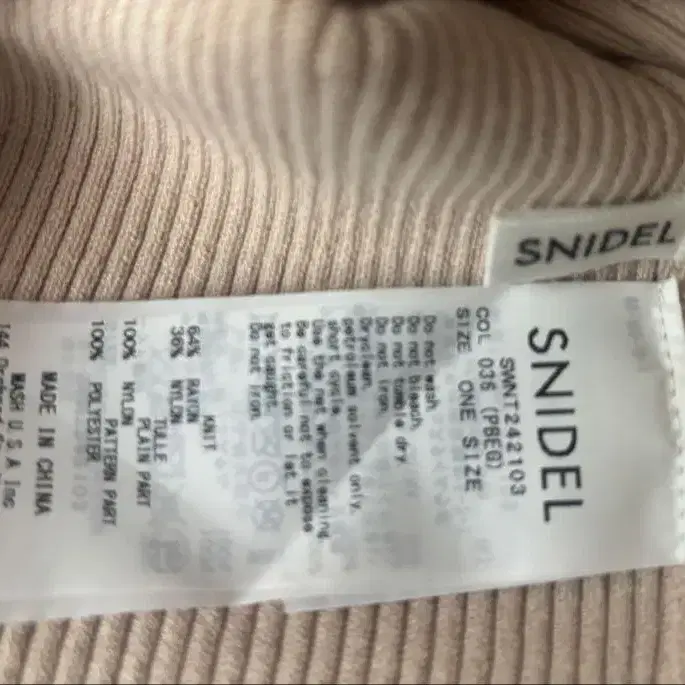 SNIDEL
SNIDEL
SWNT242103
COL 036 (PBEG)
SIZE ONE SIZE
Do not wash
Do not bleach
Do not tumble dry
Do not iron.
Dryclean,
petroleum solvent only,
short cycle.
Use the net when cleaning
Be careful not to expose
to friction or let it
get caught.
Do not iron.
KNIT
64% RAYON
36% NYLON
TULLE
PLAIN PART
100% NYLON
PATTERN PART
100% POLYESTER
MADE IN CHINA
MASH U S A Inc